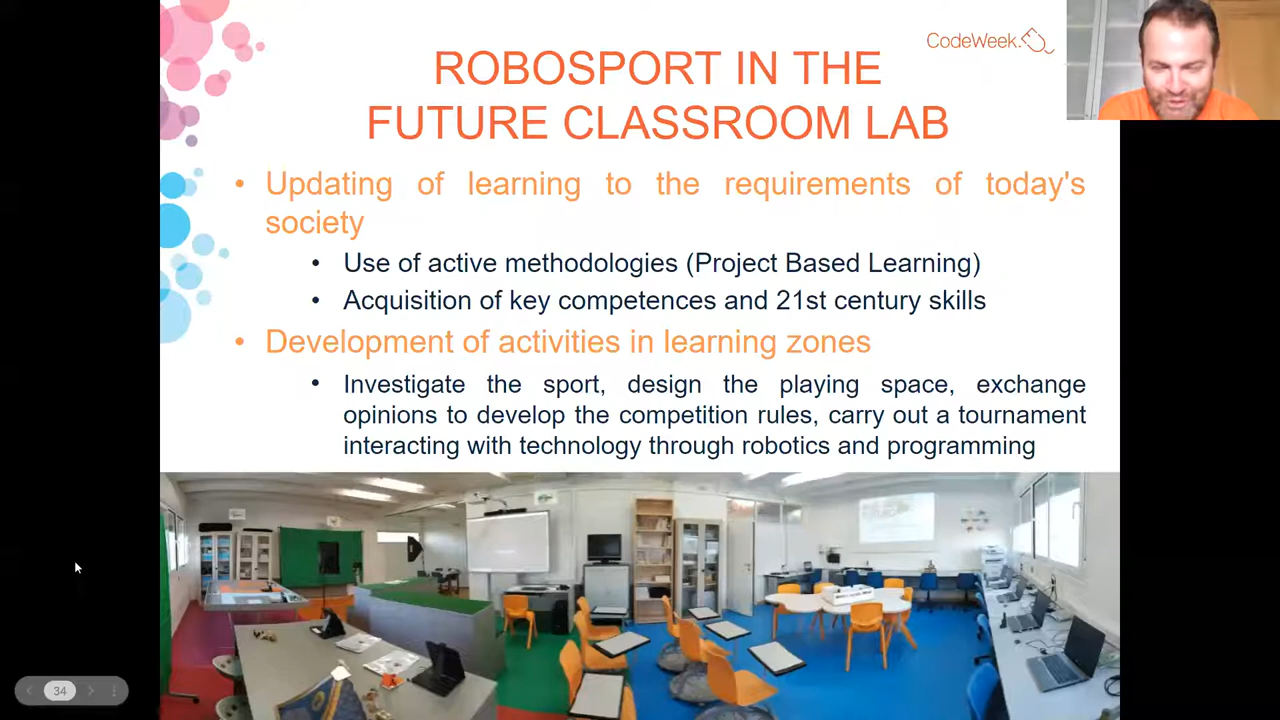 CodeWeek.
ROBOSPORT IN THE
FUTURE CLASSROOM LAB
• Updating of learning to the requirements of today's
society
• Use of active methodologies (Project Based Learning)
• Acquisition of key competences and 21st century skills
• Development of activities in learning zones
• Investigate the sport, design the playing space, exchange
opinions to develop the competition rules, carry out a tournament
interacting with technology through robotics and programming
34